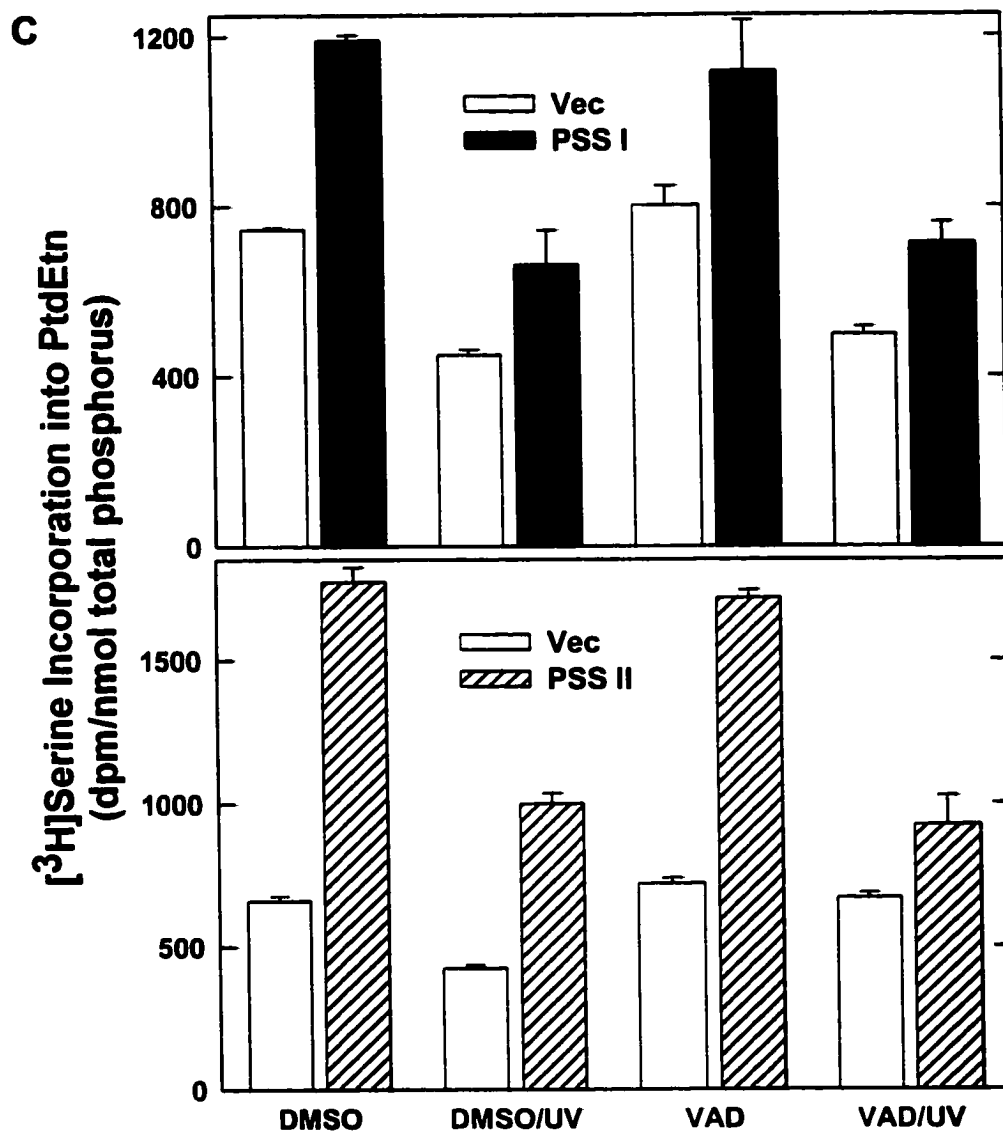 C
[³H]Serine Incorporation into PtdEtn
(dpm/nmol total phosphorus)
1200
800
400
0
Vec
PSS I
1500
1000
500
0
Vec
PSS II
DMSO DMSO/UV VAD VAD/UV